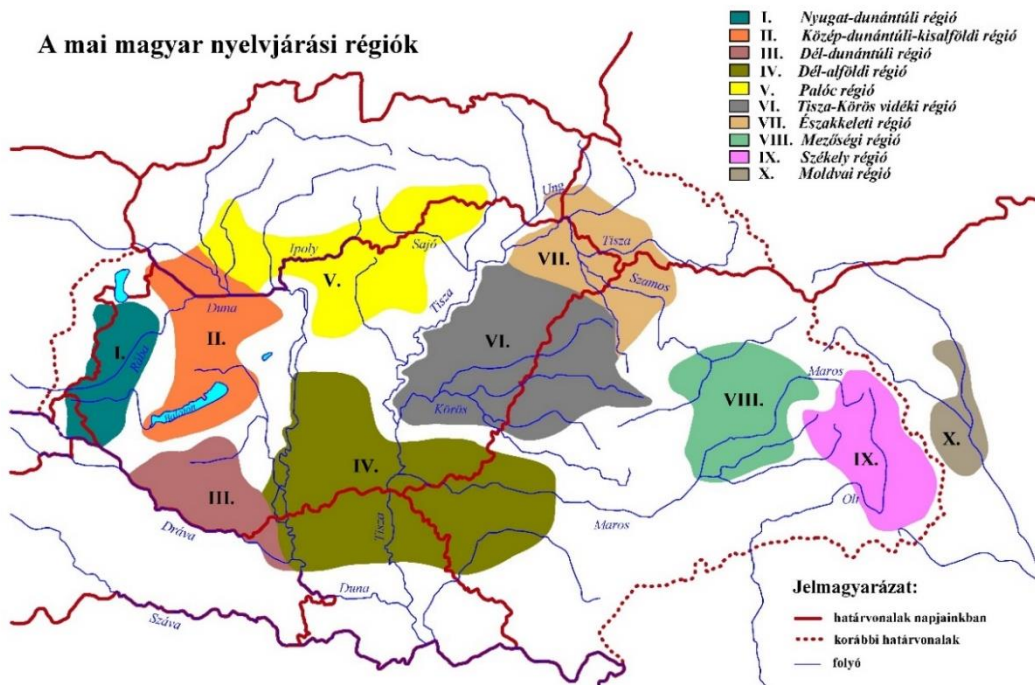 A mai magyar nyelvjárási régiók
I. Nyugat-dunántúli régió
II. Közép-dunántúli-kisalföldi régió
III. Dél-dunántúli régió
IV. Dél-alföldi régió
V. Palóc régió
VI. Tisza-Körös vidéki régió
VII. Északkeleti régió
VIII. Mezőségi régió
IX. Székely régió
X. Moldvai régió
Ung
Ipoly
Sajó
Tisza
VII.
V.
Tisza
Szamos
Duna
II.
I.
Rába
VI.
Maros
Balaton
Körös
VIII.
X.
IV.
IX.
III.
Olt
Dráva
Tisza
Maros
Duna
Száva
Jelmagyarázat:
határvonalak napjainkban
korábbi határvonalak
folyó